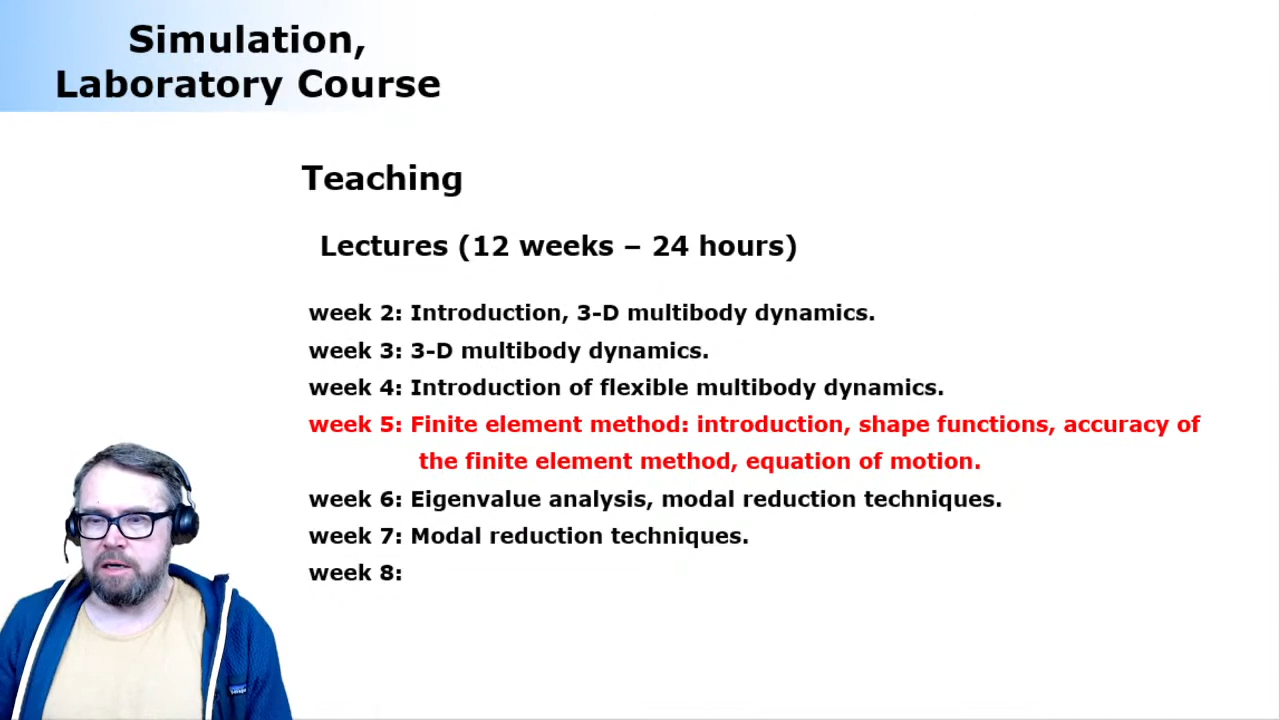 Simulation,
Laboratory Course
Teaching
Lectures (12 weeks – 24 hours)
week 2: Introduction, 3-D multibody dynamics.
week 3: 3-D multibody dynamics.
week 4: Introduction of flexible multibody dynamics.
week 5: Finite element method: introduction, shape functions, accuracy of
the finite element method, equation of motion.
week 6: Eigenvalue analysis, modal reduction techniques.
week 7: Modal reduction techniques.
week 8: